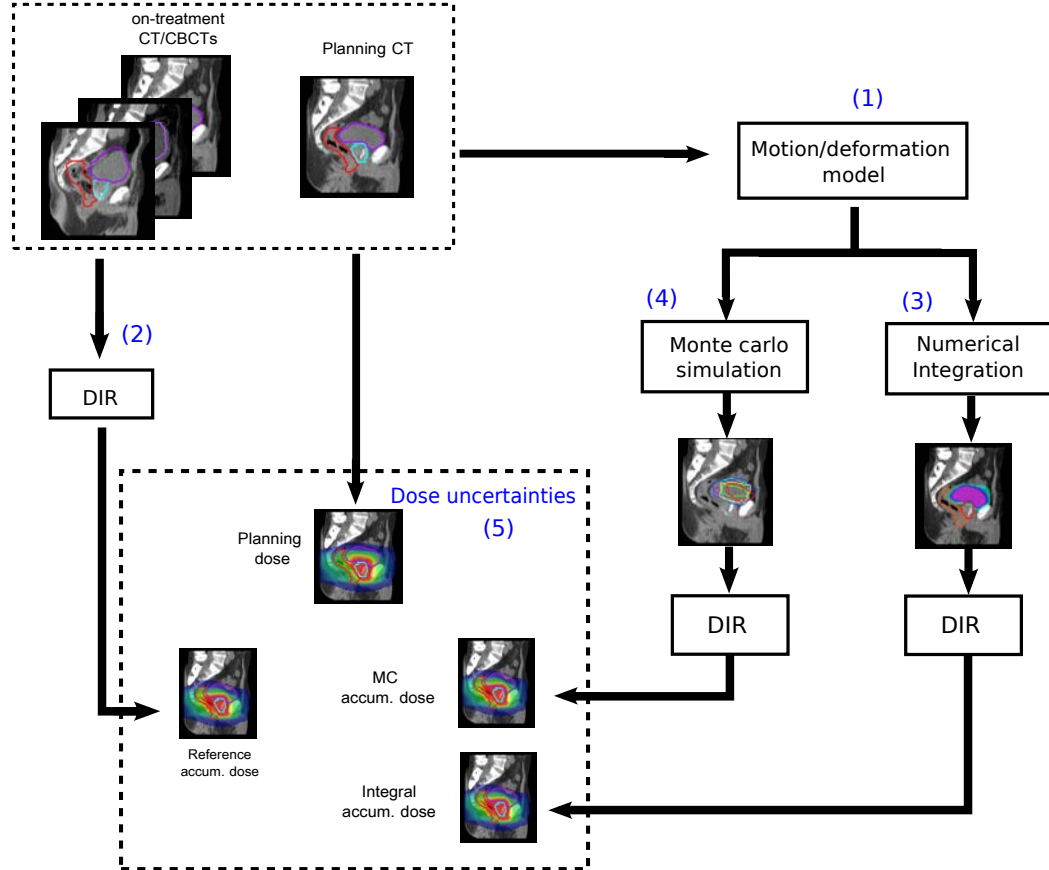 on-treatment
CT/CBCTs
Planning CT
(1)
Motion/deformation
model
(2)
DIR
(4)
Monte carlo
simulation
(3)
Numerical
Integration
Dose uncertainties
(5)
Planning
dose
DIR
DIR
MC
accum. dose
Reference
accum. dose
Integral
accum. dose